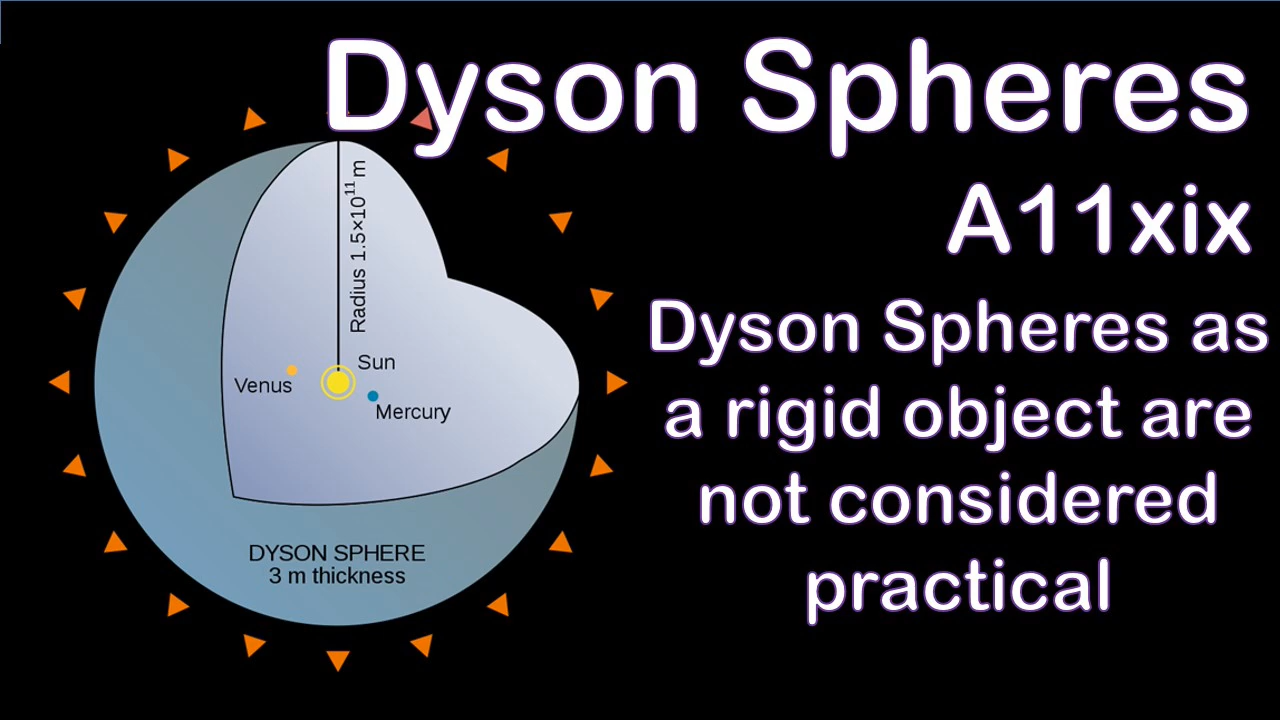 Dyson Spheres
A11xix
Dyson Spheres as
a rigid object are
not considered
practical
Radius 1.5×10¹¹ m
Sun
Venus
Mercury
DYSON SPHERE
3 m thickness